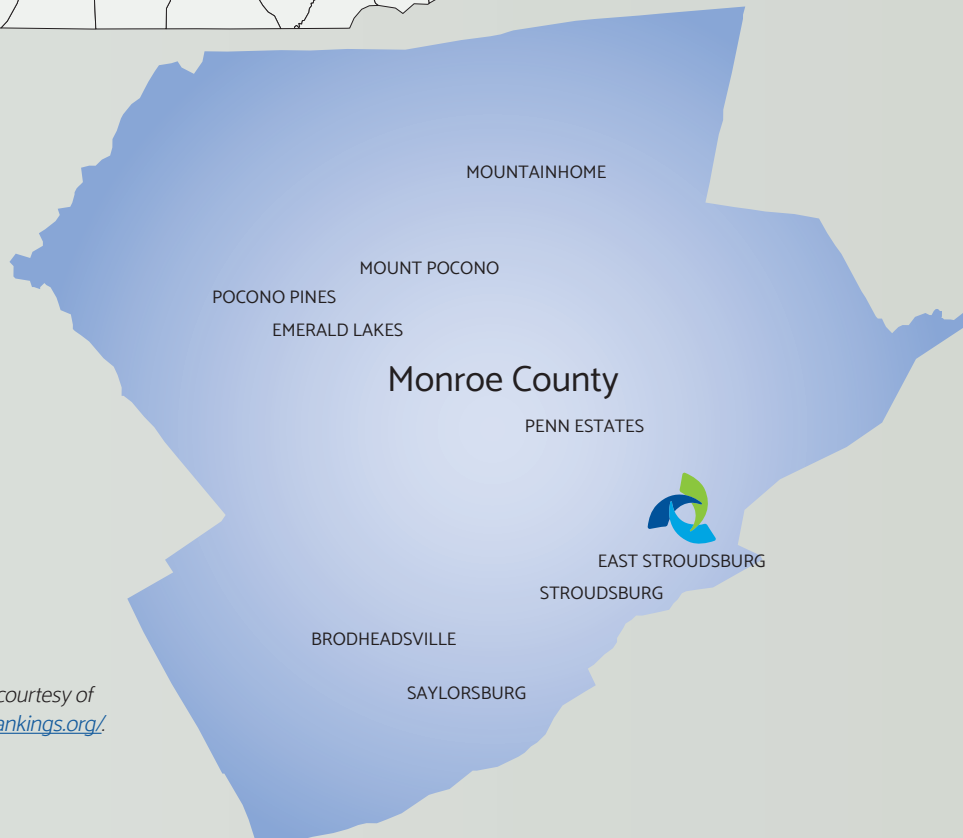 MOUNTAINHOME
MOUNT POCONO
POCONO PINES
EMERALD LAKES
Monroe County
PENN ESTATES
EAST STROUDSBURG
STROUDSBURG
BRODHEADSVILLE
SAYLORSBURG
courtesy of
ankings.org/.